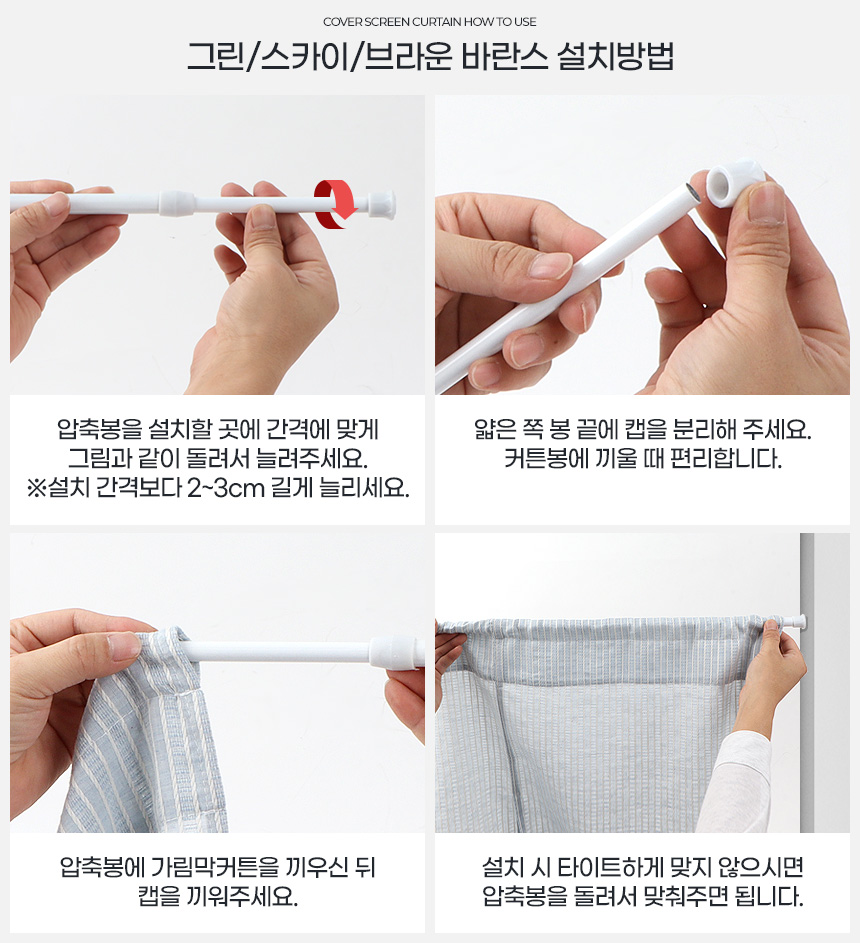 COVER SCREEN CURTAIN HOW TO USE
그린/스카이/브라운 바란스 설치방법
압축봉을 설치할 곳에 간격에 맞게
그림과 같이 돌려서 늘려주세요.
※설치 간격보다 2~3cm 길게 늘리세요.
얇은 쪽 봉 끝에 캡을 분리해 주세요.
커튼봉에 끼울 때 편리합니다.
압축봉에 가림막커튼을 끼우신 뒤
캡을 끼워주세요.
설치 시 타이트하게 맞지 않으시면
압축봉을 돌려서 맞춰주면 됩니다.